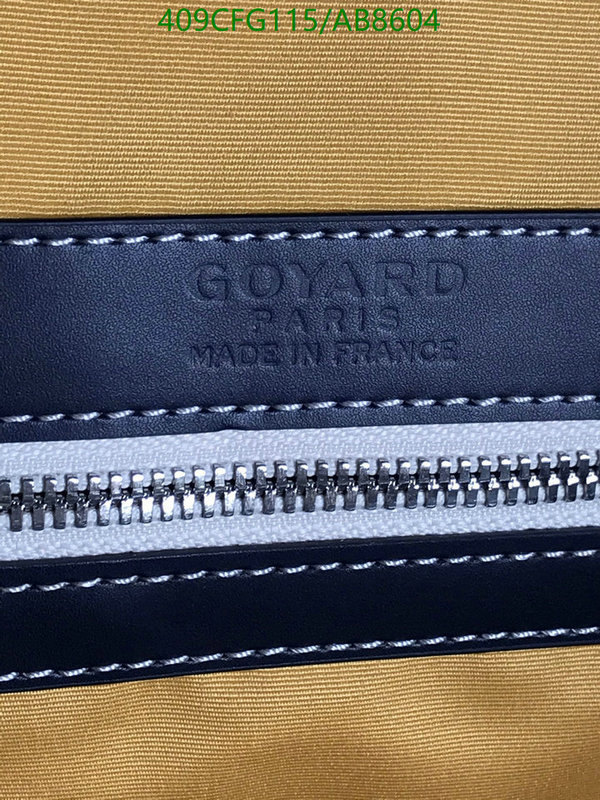 409CFG115/AB8604
GOYARD
PARIS
MADE IN FRANCE